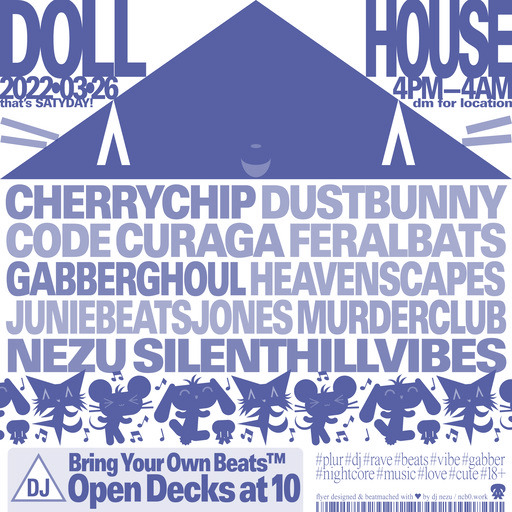 DOLL HOUSE
2022•03•26 4PM–4AM
that's SATYDAY! dm for location
CHERRYCHIP DUSTBUNNY
CODE CURAGA FERALBATS
GABBERGHOUL HEAVENSCAPES
JUNIEBEATSJONES MURDERCLUB
NEZU SILENTHILLVIBES
DJ
Bring Your Own Beats™
Open Decks at 10
#plur #dj #rave #beats #vibe #gabber
#nightcore #music #love #cute #18+
flyer designed & beatmuched with ♥ by dj nezu / ncb0.work